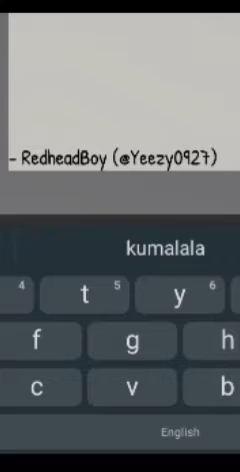 - RedheadBoy (@Yeezy0927)
kumalala
4 t 5 y 6
f g h
c v b
English